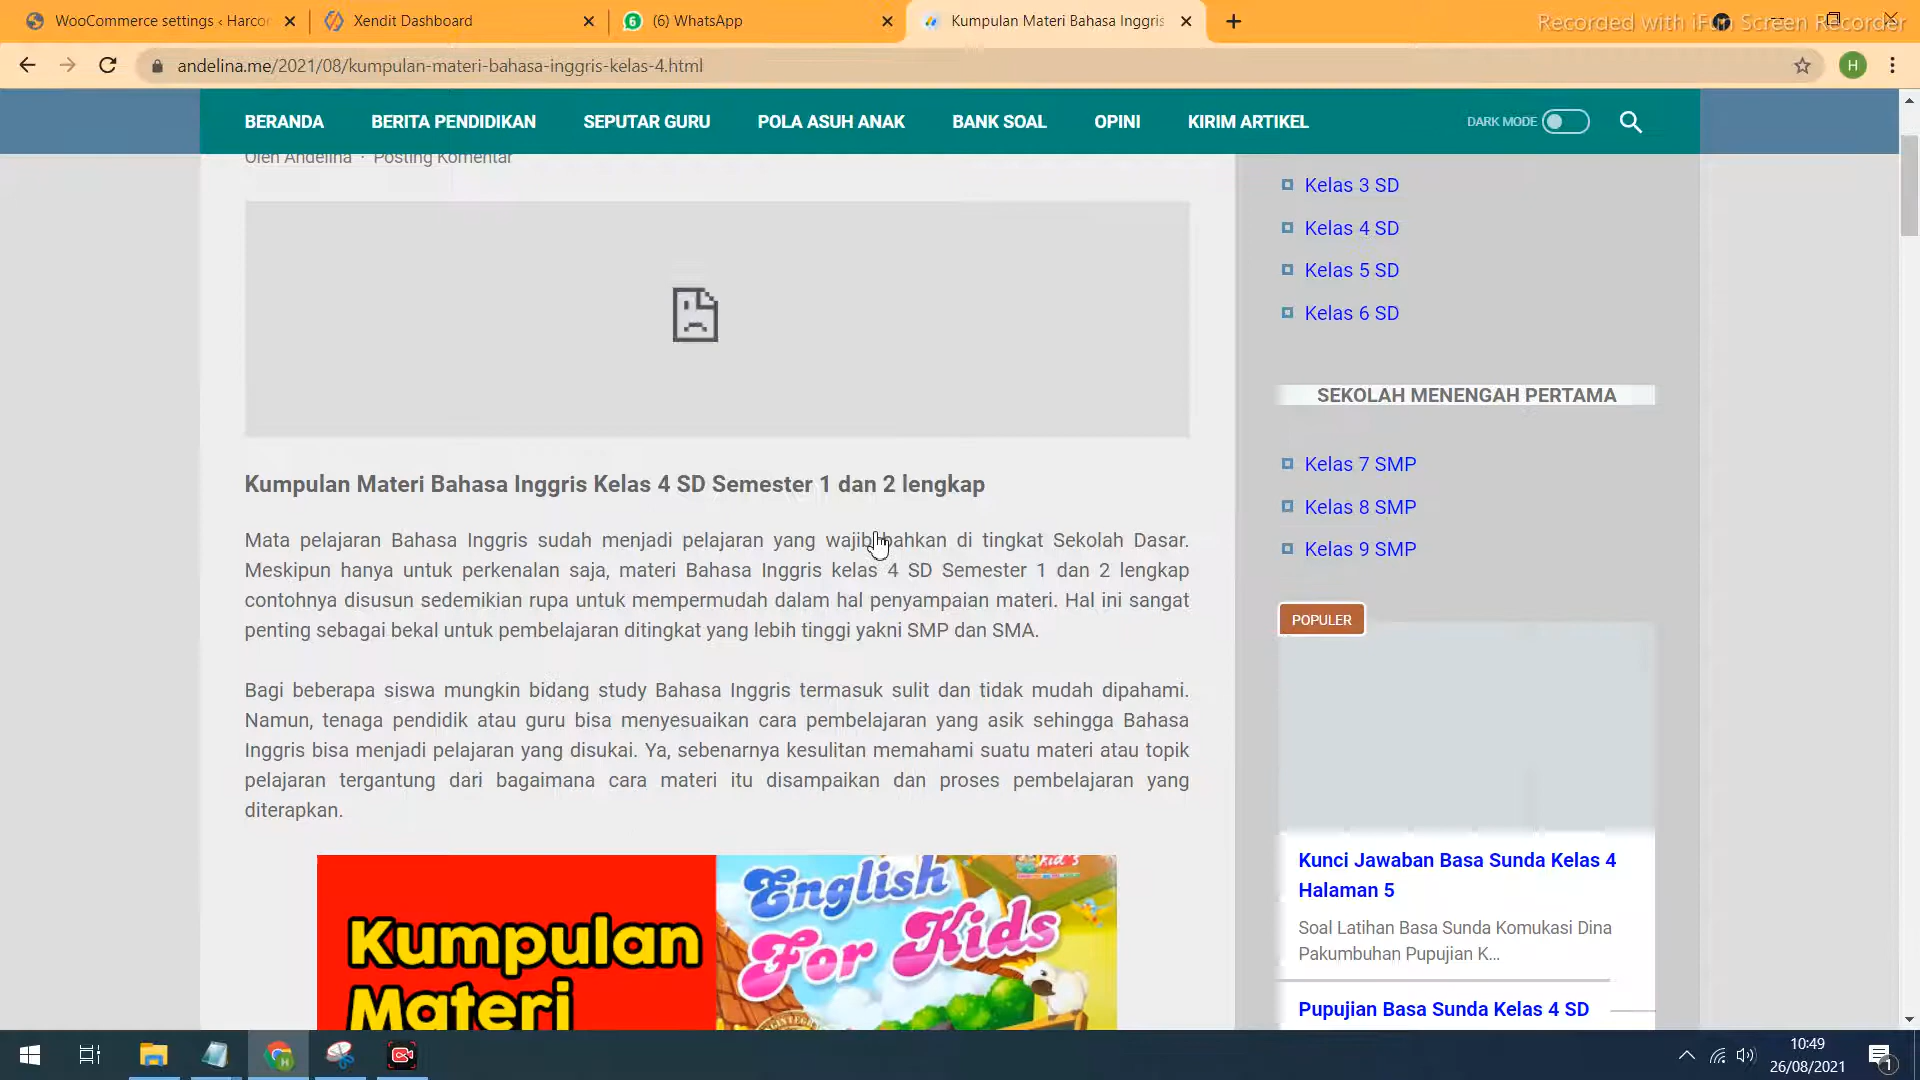 WooCommerce settings ‹ Harco
Xendit Dashboard
(6) WhatsApp
Kumpulan Materi Bahasa Inggris
Recorded with iFun Screen Recorder
andelina.me/2021/08/kumpulan-materi-bahasa-inggris-kelas-4.html
H
BERANDA
BERITA PENDIDIKAN
SEPUTAR GURU
POLA ASUH ANAK
BANK SOAL
OPINI
KIRIM ARTIKEL
DARK MODE
Oleh Andelina · Posting Komentar
Kumpulan Materi Bahasa Inggris Kelas 4 SD Semester 1 dan 2 lengkap
Mata pelajaran Bahasa Inggris sudah menjadi pelajaran yang wajib bahkan di tingkat Sekolah Dasar.
Meskipun hanya untuk perkenalan saja, materi Bahasa Inggris kelas 4 SD Semester 1 dan 2 lengkap
contohnya disusun sedemikian rupa untuk mempermudah dalam hal penyampaian materi. Hal ini sangat
penting sebagai bekal untuk pembelajaran ditingkat yang lebih tinggi yakni SMP dan SMA.
Bagi beberapa siswa mungkin bidang study Bahasa Inggris termasuk sulit dan tidak mudah dipahami.
Namun, tenaga pendidik atau guru bisa menyesuaikan cara pembelajaran yang asik sehingga Bahasa
Inggris bisa menjadi pelajaran yang disukai. Ya, sebenarnya kesulitan memahami suatu materi atau topik
pelajaran tergantung dari bagaimana cara materi itu disampaikan dan proses pembelajaran yang
diterapkan.
Kumpulan
Materi
English
For Kids
kid's
Kelas 3 SD
Kelas 4 SD
Kelas 5 SD
Kelas 6 SD
SEKOLAH MENENGAH PERTAMA
Kelas 7 SMP
Kelas 8 SMP
Kelas 9 SMP
POPULER
Kunci Jawaban Basa Sunda Kelas 4
Halaman 5
Soal Latihan Basa Sunda Komukasi Dina
Pakumbuhan Pupujian K...
Pupujian Basa Sunda Kelas 4 SD
10:49
26/08/2021
1